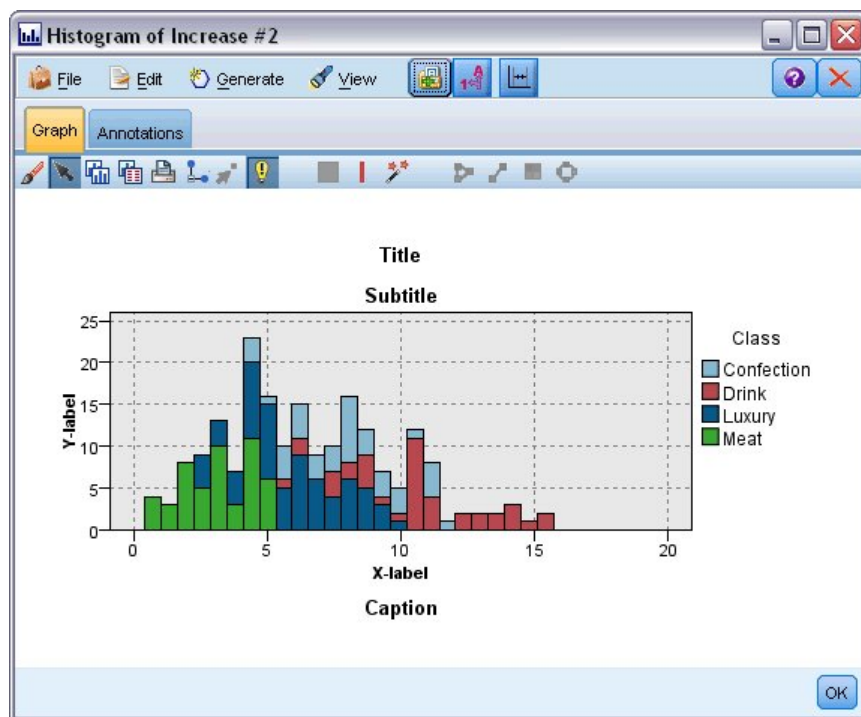 Histogram of Increase #2
File Edit Generate View
Graph Annotations
Title
Subtitle
25
20
15
10
5
0
Y-label
0 5 10 15 20
X-label
Caption
Class
Confection
Drink
Luxury
Meat
OK